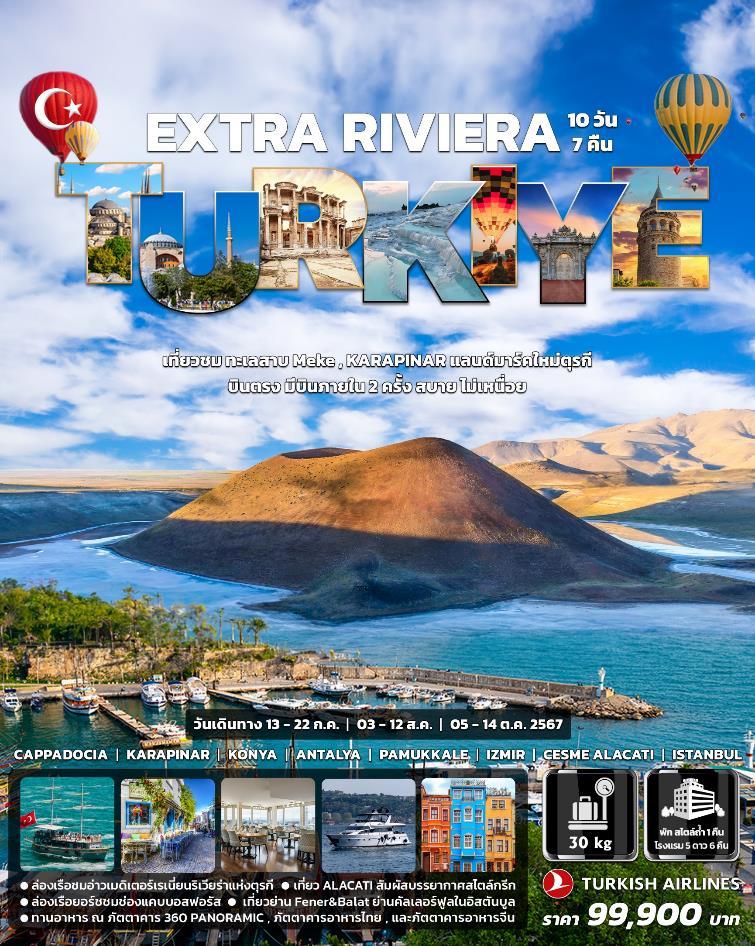 EXTRA RIVIERA 10 วัน
7 คืน
TURKIYE
เที่ยวชม ทะเลสาบ Meke , KARAPINAR แลนด์มาร์คใหม่ตุรกี
บินตรง มีบินภายใน 2 ครั้ง สบาย ไม่เหนื่อย
วันเดินทาง 13 - 22 ก.ค. | 03 - 12 ส.ค. | 05 - 14 ต.ค. 2567
CAPPADOCIA | KARAPINAR | KONYA | ANTALYA | PAMUKKALE | IZMIR | CESME ALACATI | ISTANBUL
30 kg
พัก สไตล์ถ้ำ 1 คืน
โรงแรม 5 ดาว 6 คืน
● ล่องเรือชมอ่าวเมดิเตอร์เรเนียนริเวียร่าแห่งตุรกี ● เที่ยว ALACATI สัมผัสบรรยากาศสไตล์กรีก
● ล่องเรือยอร์ชชมช่องแคบบอสฟอรัส ● เที่ยวย่าน Fener&Balat ย่านคัลเลอร์ฟูลในอิสตันบูล
● ทานอาหาร ณ ภัตตาคาร 360 PANORAMIC , ภัตตาคารอาหารไทย , และภัตตาคารอาหารจีน
TURKISH AIRLINES
ราคา 99,900 บาท